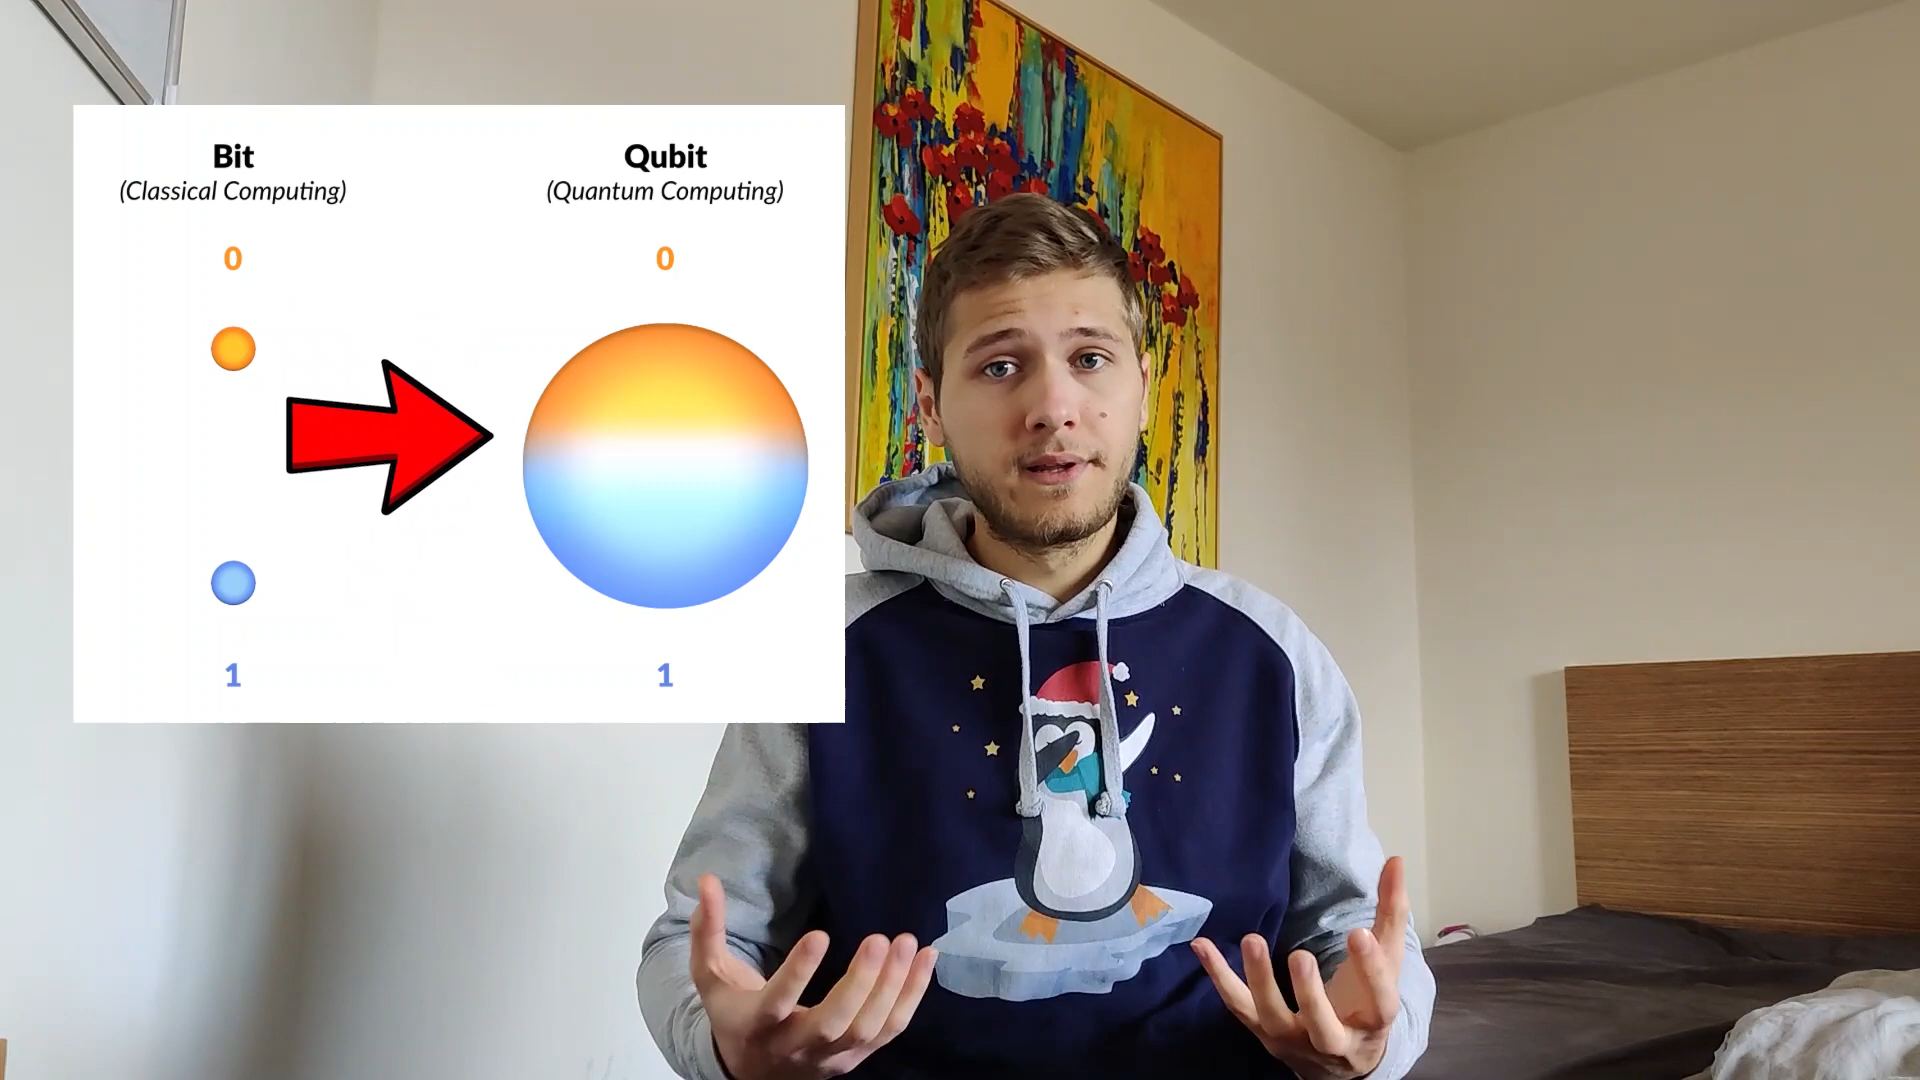 Bit
(Classical Computing)
0
1
Qubit
(Quantum Computing)
0
1